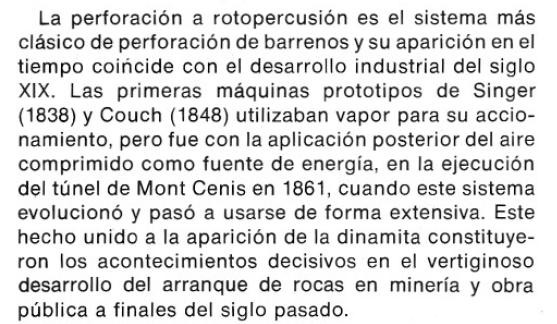 La perforación a rotopercusión es el sistema más
clásico de perforación de barrenos y su aparición en el
tiempo coincide con el desarrollo industrial del siglo
XIX. Las primeras máquinas prototipos de Singer
(1838) y Couch (1848) utilizaban vapor para su accio-
namiento, pero fue con la aplicación posterior del aire
comprimido como fuente de energía, en la ejecución
del túnel de Mont Cenis en 1861, cuando este sistema
evolucionó y pasó a usarse de forma extensiva. Este
hecho unido a la aparición de la dinamita constituye-
ron los acontecimientos decisivos en el vertiginoso
desarrollo del arranque de rocas en minería y obra
pública a finales del siglo pasado.